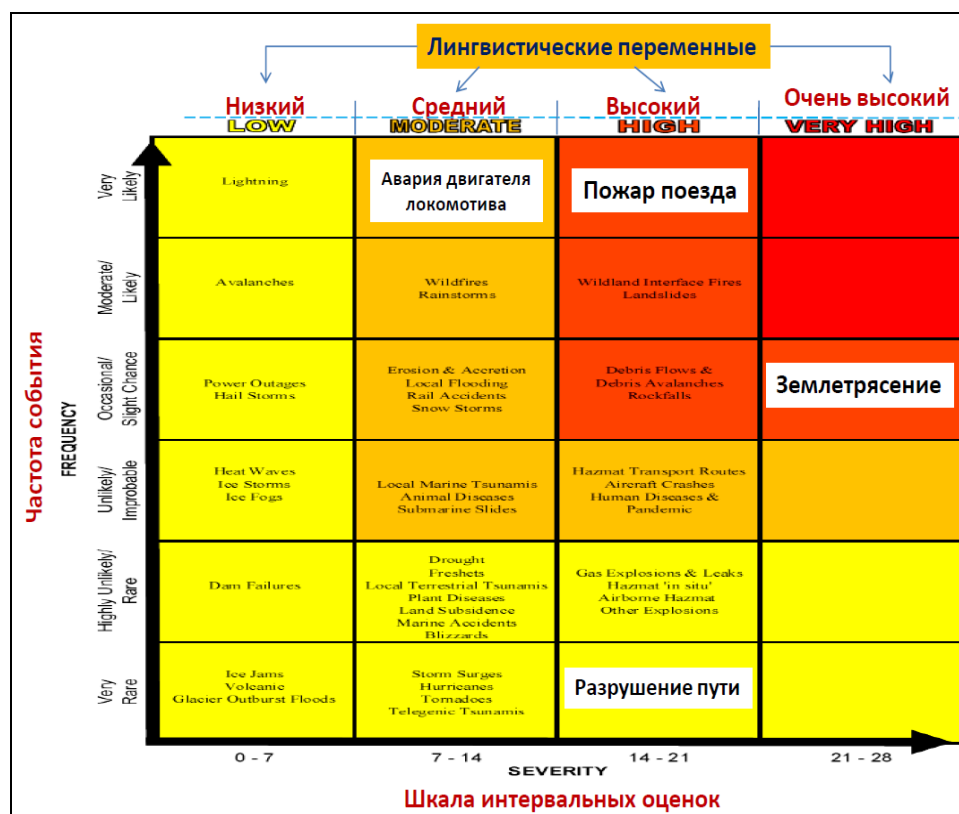 Лингвистические переменные
Низкий
Средний
Высокий
Очень высокий
LOW
MODERATE
HIGH
VERY HIGH
Частота события
FREQUENCY
Very
Likely
Lightning
Авария двигателя
локомотива
Пожар поезда
Moderate/
Likely
Avalanches
Wildfires
Rainstorms
Wildland Interface Fires
Landslides
Occasional/
Slight Chance
Power Outages
Hail Storms
Erosion & Accretion
Local Flooding
Rail Accidents
Snow Storms
Debris Flows &
Debris Avalanches
Rockfalls
Землетрясение
Unlikely/
Improbable
Heat Waves
Ice Storms
Ice Fogs
Local Marine Tsunamis
Animal Diseases
Submarine Slides
Hazmat Transport Routes
Aircraft Crashes
Human Diseases &
Pandemic
Highly Unlikely/
Rare
Dam Failures
Drought
Freshets
Local Terrestrial Tsunamis
Plant Diseases
Land Subsidence
Marine Accidents
Blizzards
Gas Explosions & Leaks
Hazmat 'in situ'
Airborne Hazmat
Other Explosions
Very
Rare
Ice Jams
Volcanic
Glacier Outburst Floods
Storm Surges
Hurricanes
Tornadoes
Telegenic Tsunamis
Разрушение пути
0 - 7
7 - 14
14 - 21
21 - 28
SEVERITY
Шкала интервальных оценок